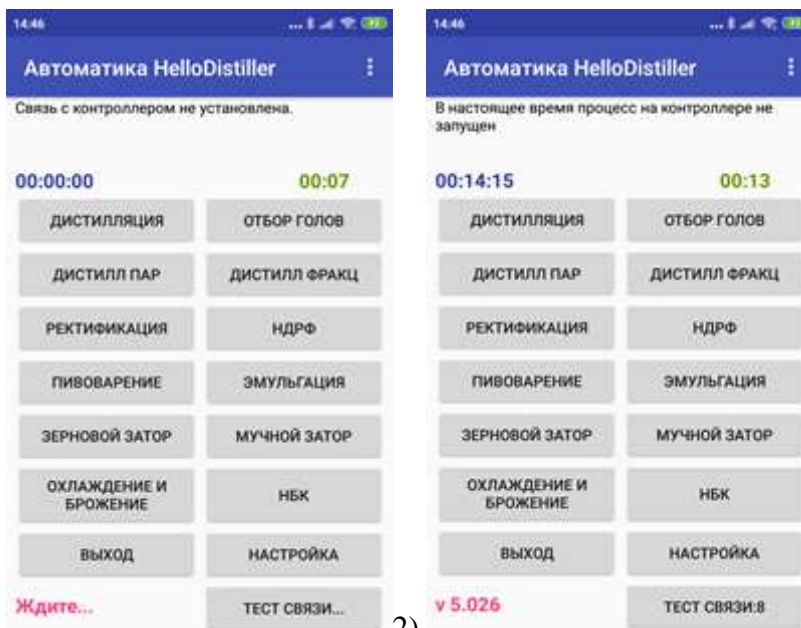 14:46
... 
Автоматика HelloDistiller
Связь с контроллером не установлена.
00:00:00 00:07
ДИСТИЛЛЯЦИЯ ОТБОР ГОЛОВ
ДИСТИЛЛ ПАР ДИСТИЛЛ ФРАКЦ
РЕКТИФИКАЦИЯ НДРФ
ПИВОВАРЕНИЕ ЭМУЛЬГАЦИЯ
ЗЕРНОВОЙ ЗАТОР МУЧНОЙ ЗАТОР
ОХЛАЖДЕНИЕ И
БРОЖЕНИЕ НБК
ВЫХОД НАСТРОЙКА
Ждите... ТЕСТ СВЯЗИ...
2)
14:46
...
Автоматика HelloDistiller
В настоящее время процесс на контроллере не
запущен
00:14:15 00:13
ДИСТИЛЛЯЦИЯ ОТБОР ГОЛОВ
ДИСТИЛЛ ПАР ДИСТИЛЛ ФРАКЦ
РЕКТИФИКАЦИЯ НДРФ
ПИВОВАРЕНИЕ ЭМУЛЬГАЦИЯ
ЗЕРНОВОЙ ЗАТОР МУЧНОЙ ЗАТОР
ОХЛАЖДЕНИЕ И
БРОЖЕНИЕ НБК
ВЫХОД НАСТРОЙКА
v 5.026 ТЕСТ СВЯЗИ:8